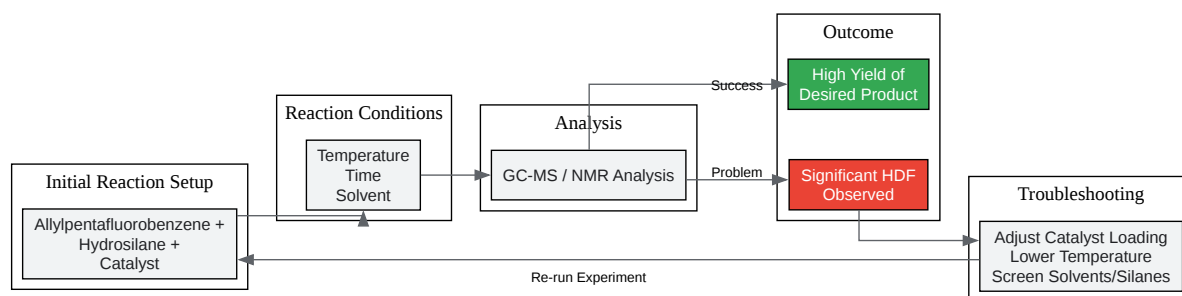 Initial Reaction Setup
Allylpentafluorobenzene +
Hydrosilane +
Catalyst
Reaction Conditions
Temperature
Time
Solvent
Analysis
GC-MS / NMR Analysis
Success
Problem
Outcome
High Yield of
Desired Product
Significant HDF
Observed
Troubleshooting
Adjust Catalyst Loading
Lower Temperature
Screen Solvents/Silanes
Re-run Experiment